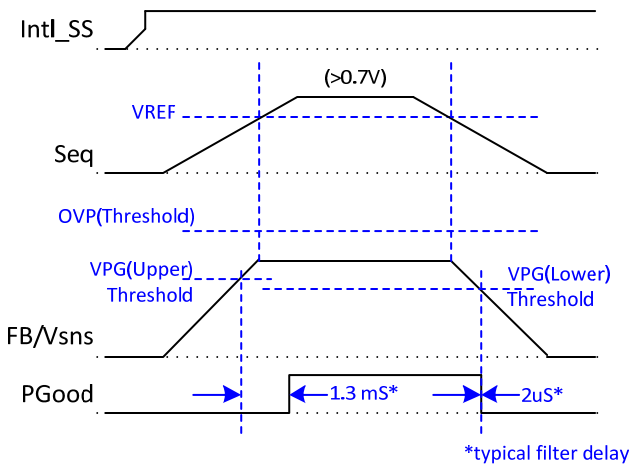 Intl_SS
(>0.7V)
VREF
Seq
OVP(Threshold)
VPG(Upper)
Threshold
VPG(Lower)
Threshold
FB/Vsns
PGood
1.3 mS*
2uS*
*typical filter delay